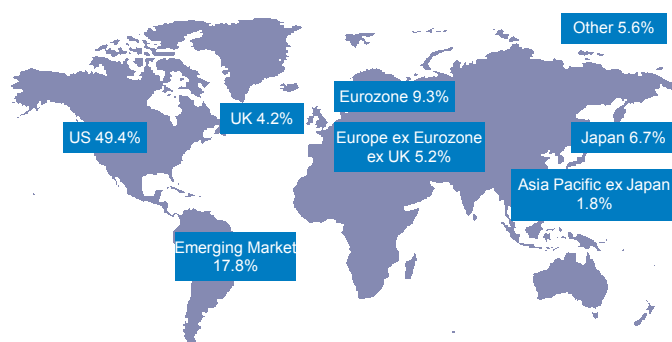 Other 5.6%
Eurozone 9.3%
UK 4.2%
US 49.4%
Europe ex Eurozone
ex UK 5.2%
Japan 6.7%
Asia Pacific ex Japan
1.8%
Emerging Market
17.8%